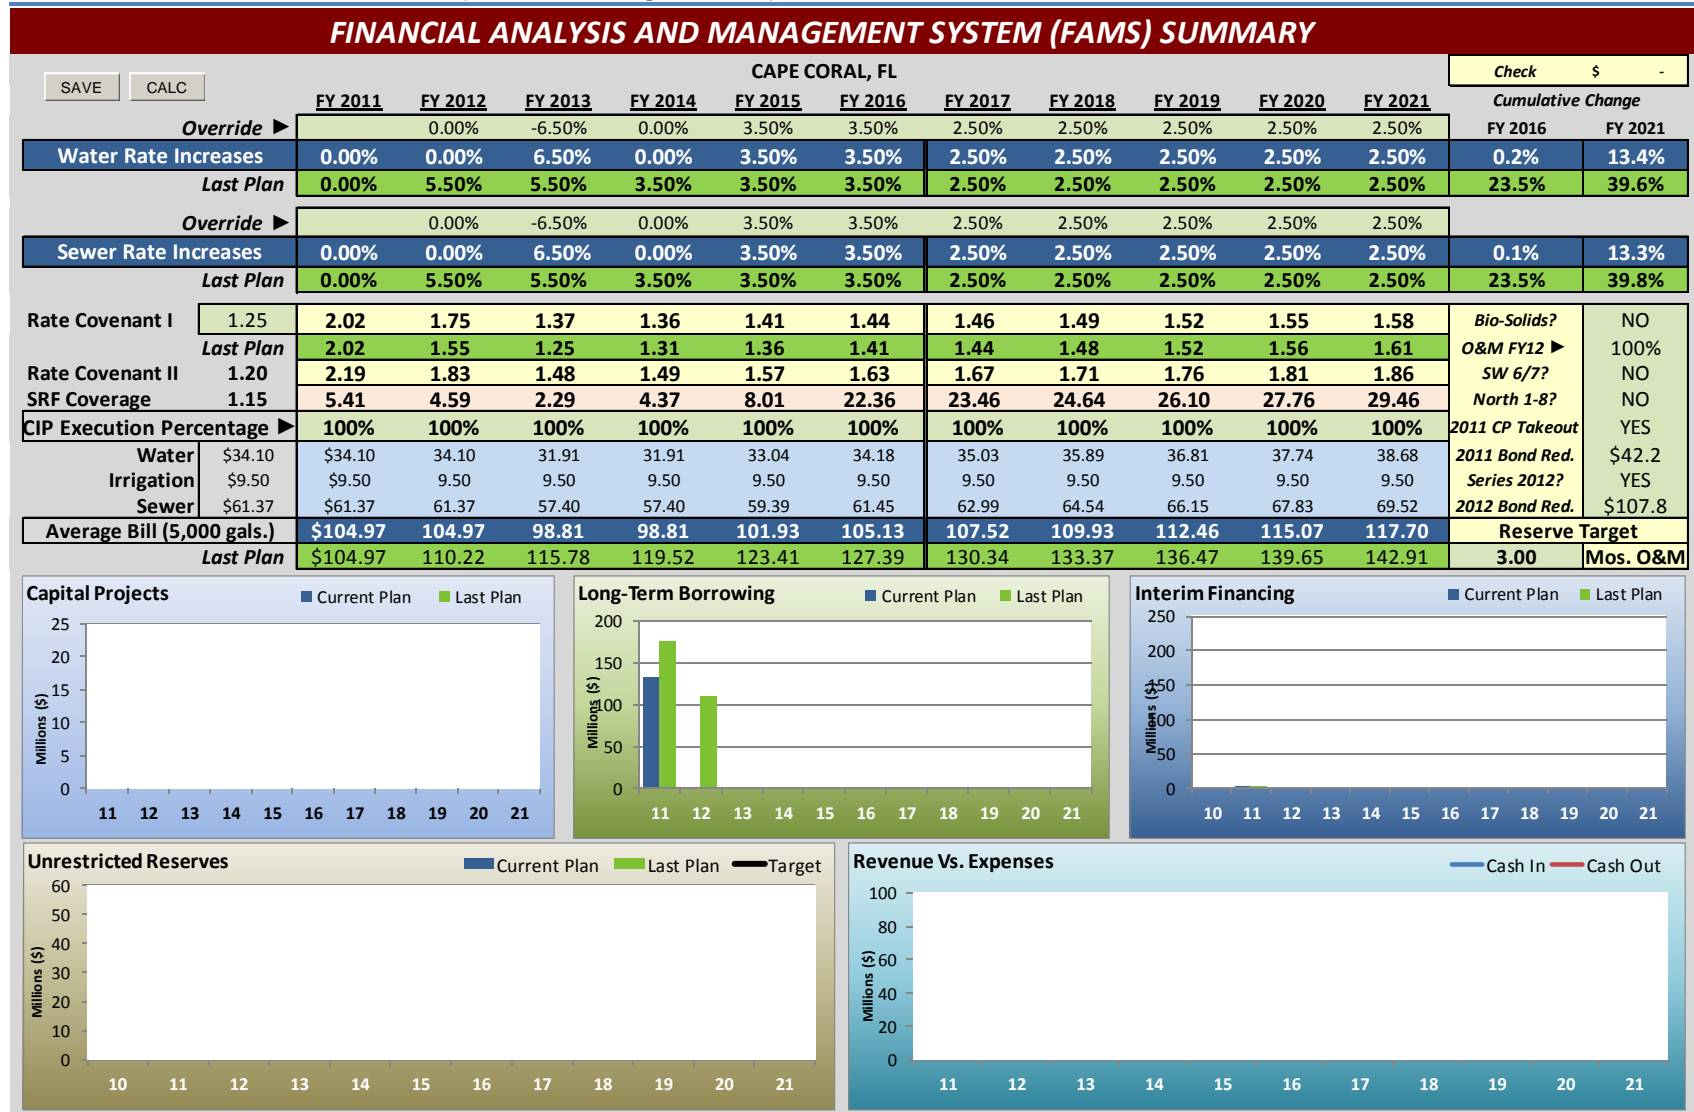 FINANCIAL ANALYSIS AND MANAGEMENT SYSTEM (FAMS) SUMMARY
SAVE CALC CAPE CORAL, FL Check $ -
FY 2011 FY 2012 FY 2013 FY 2014 FY 2015 FY 2016 FY 2017 FY 2018 FY 2019 FY 2020 FY 2021 Cumulative Change
Override ► 0.00% -6.50% 0.00% 3.50% 3.50% 2.50% 2.50% 2.50% 2.50% 2.50% FY 2016 FY 2021
Water Rate Increases 0.00% 0.00% 6.50% 0.00% 3.50% 3.50% 2.50% 2.50% 2.50% 2.50% 2.50% 0.2% 13.4%
Last Plan 0.00% 5.50% 5.50% 3.50% 3.50% 3.50% 2.50% 2.50% 2.50% 2.50% 2.50% 23.5% 39.6%
Override ► 0.00% -6.50% 0.00% 3.50% 3.50% 2.50% 2.50% 2.50% 2.50% 2.50%
Sewer Rate Increases 0.00% 0.00% 6.50% 0.00% 3.50% 3.50% 2.50% 2.50% 2.50% 2.50% 2.50% 0.1% 13.3%
Last Plan 0.00% 5.50% 5.50% 3.50% 3.50% 3.50% 2.50% 2.50% 2.50% 2.50% 2.50% 23.5% 39.8%
Rate Covenant I 1.25 2.02 1.75 1.37 1.36 1.41 1.44 1.46 1.49 1.52 1.55 1.58 Bio-Solids? NO
Last Plan 2.02 1.55 1.25 1.31 1.36 1.41 1.44 1.48 1.52 1.56 1.61 O&M FY12 ► 100%
Rate Covenant II 1.20 2.19 1.83 1.48 1.49 1.57 1.63 1.67 1.71 1.76 1.81 1.86 SW 6/7? NO
SRF Coverage 1.15 5.41 4.59 2.29 4.37 8.01 22.36 23.46 24.64 26.10 27.76 29.46 North 1-8? NO
CIP Execution Percentage ► 100% 100% 100% 100% 100% 100% 100% 100% 100% 100% 100% 2011 CP Takeout YES
Water $34.10 $34.10 34.10 31.91 31.91 33.04 34.18 35.03 35.89 36.81 37.74 38.68 2011 Bond Red. $42.2
Irrigation $9.50 $9.50 9.50 9.50 9.50 9.50 9.50 9.50 9.50 9.50 9.50 9.50 Series 2012? YES
Sewer $61.37 $61.37 61.37 57.40 57.40 59.39 61.45 62.99 64.54 66.15 67.83 69.52 2012 Bond Red. $107.8
Average Bill (5,000 gals.) $104.97 104.97 98.81 98.81 101.93 105.13 107.52 109.93 112.46 115.07 117.70 Reserve Target
Last Plan $104.97 110.22 115.78 119.52 123.41 127.39 130.34 133.37 136.47 139.65 142.91 3.00 Mos. O&M
Capital Projects Current Plan Last Plan
Millions ($)
25
20
15
10
5
0
11 12 13 14 15 16 17 18 19 20 21
Long-Term Borrowing Current Plan Last Plan
Millions ($)
200
150
100
50
0
11 12 13 14 15 16 17 18 19 20 21
Interim Financing Current Plan Last Plan
Millions ($)
250
200
150
100
50
0
10 11 12 13 14 15 16 17 18 19 20 21
Unrestricted Reserves Current Plan Last Plan Target
Millions ($)
60
50
40
30
20
10
0
10 11 12 13 14 15 16 17 18 19 20 21
Revenue Vs. Expenses Cash In Cash Out
Millions ($)
100
80
60
40
20
0
11 12 13 14 15 16 17 18 19 20 21